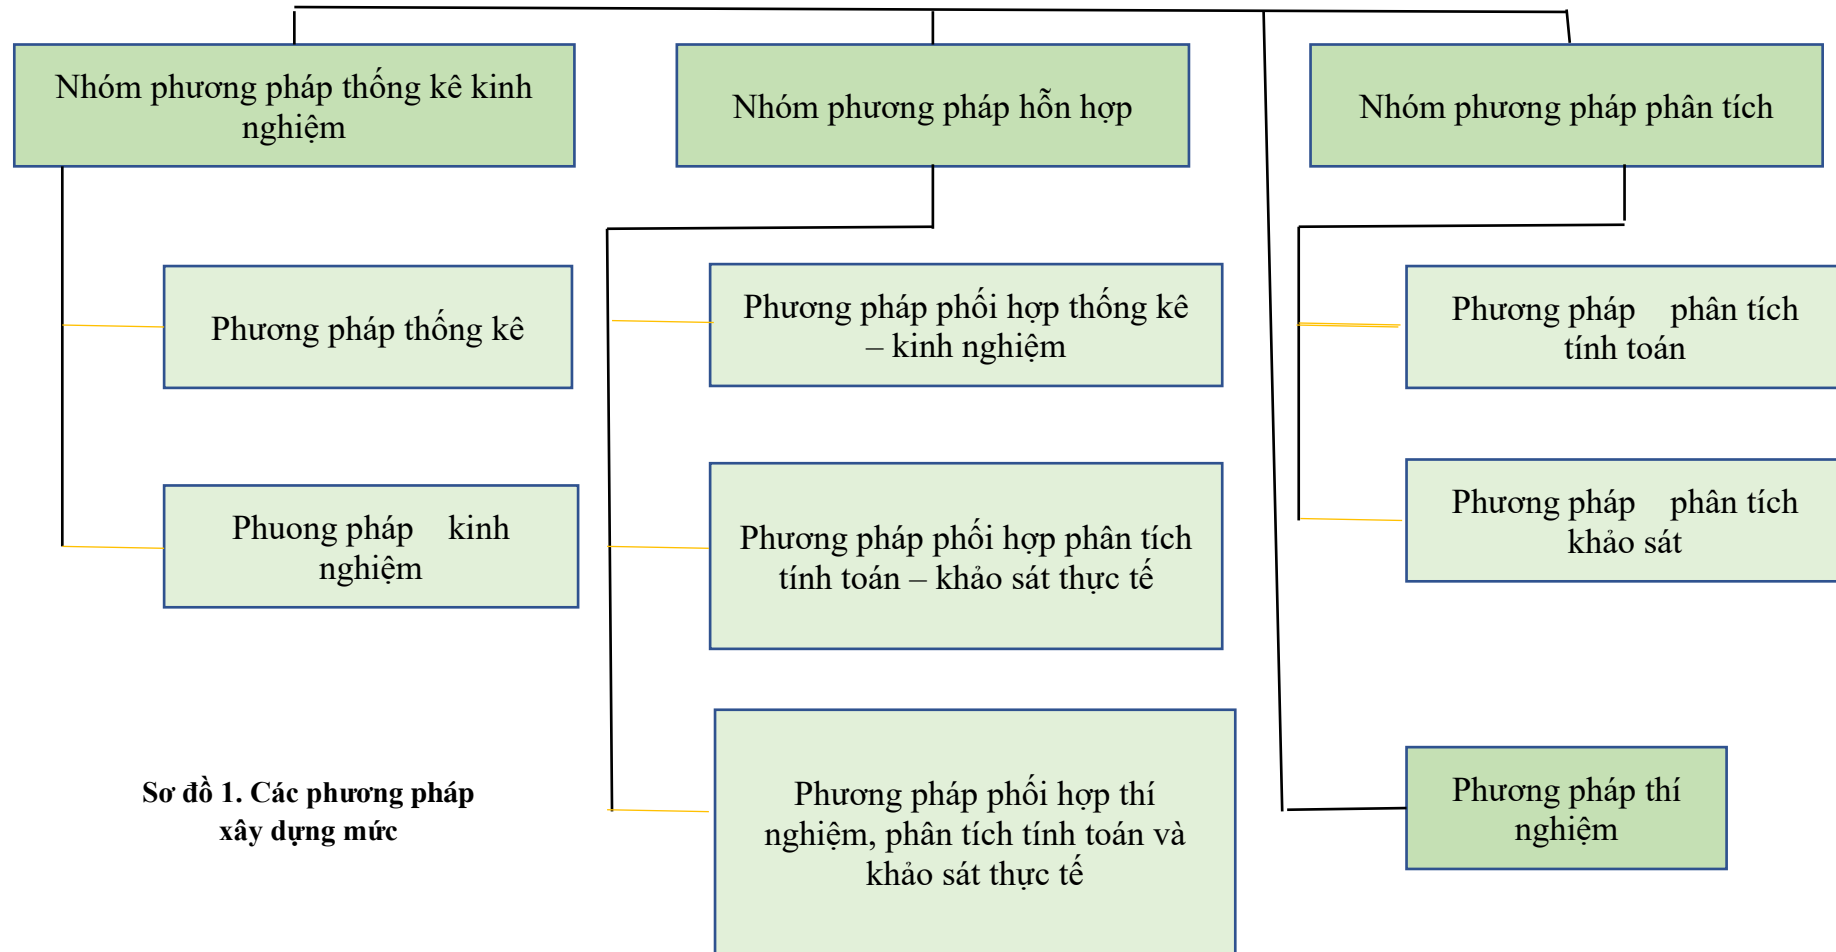 Nhóm phương pháp thống kê kinh
nghiệm
Nhóm phương pháp hỗn hợp
Nhóm phương pháp phân tích
Phương pháp thống kê
Phuong pháp kinh
nghiệm
Phương pháp phối hợp thống kê
– kinh nghiệm
Phương pháp phối hợp phân tích
tính toán – khảo sát thực tế
Phương pháp phối hợp thí
nghiệm, phân tích tính toán và
khảo sát thực tế
Phương pháp phân tích
tính toán
Phương pháp phân tích
khảo sát
Phương pháp thí
nghiệm
Sơ đồ 1. Các phương pháp
xây dựng mức